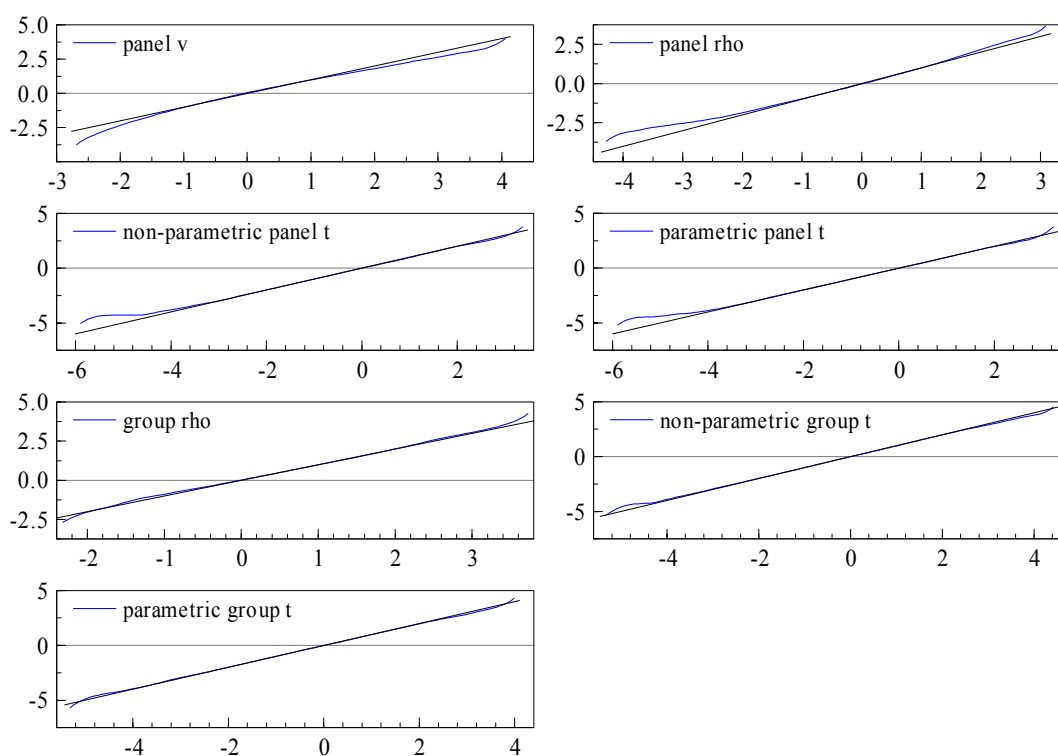 5.0
panel v
0.0
-2.5
-3 -2 -1 0 1 2 3 4
2.5
panel rho
0.0
-2.5
-4 -3 -2 -1 0 1 2 3
5
non-parametric panel t
0
-5
-6 -4 -2 0 2
5
parametric panel t
0
-5
-6 -4 -2 0 2
5.0
group rho
2.5
0.0
-2.5
-2 -1 0 1 2 3
5
non-parametric group t
0
-5
-4 -2 0 2 4
5
parametric group t
0
-5
-4 -2 0 2 4